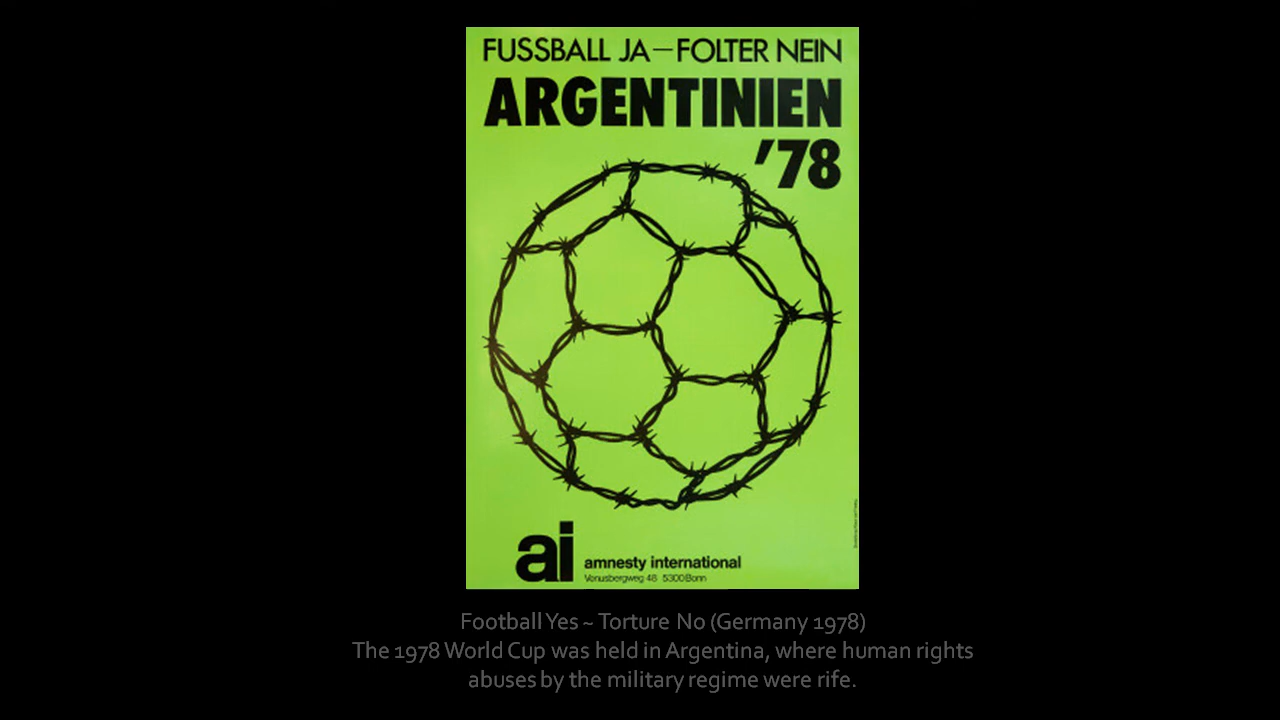 FUSSBALL JA—FOLTER NEIN
ARGENTINIEN
'78
ai
amnesty international
Venusbergweg 48 5300 Bonn
Football Yes ~ Torture No (Germany 1978)
The 1978 World Cup was held in Argentina, where human rights
abuses by the military regime were rife.